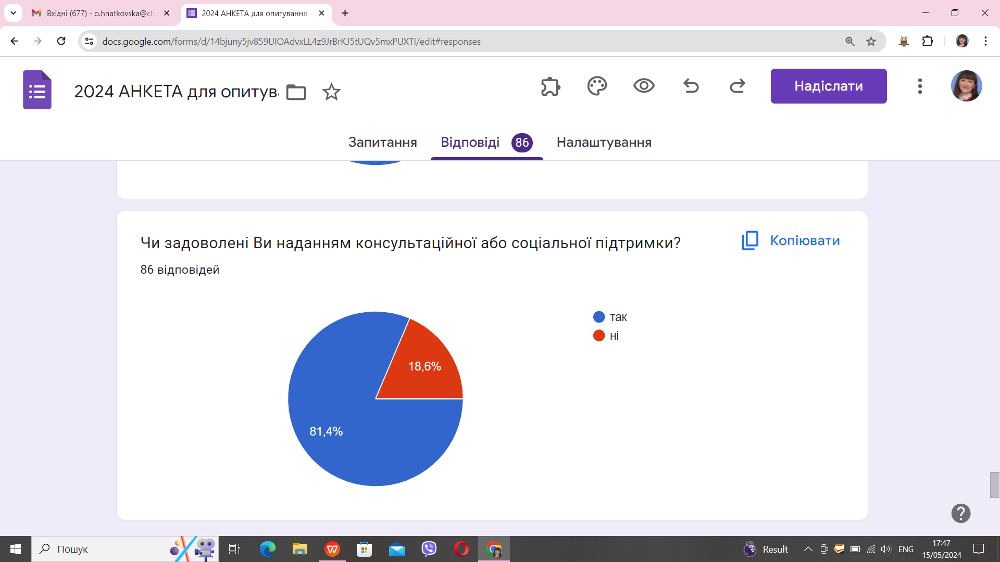 Вхідні (677) - o.hnatkovska@ch
2024 АНКЕТА для опитування
docs.google.com/forms/d/14bjuny5jv859UIOAdvxLL4z9JrBrKJ5tUQv5mxPUXTI/edit#responses
2024 АНКЕТА для опитув
Надіслати
Запитання
Відповіді 86
Налаштування
Чи задоволені Ви наданням консультаційної або соціальної підтримки?
Копіювати
86 відповідей
так
ні
18,6%
81,4%
Пошук
Result
ENG
17:47
15/05/2024